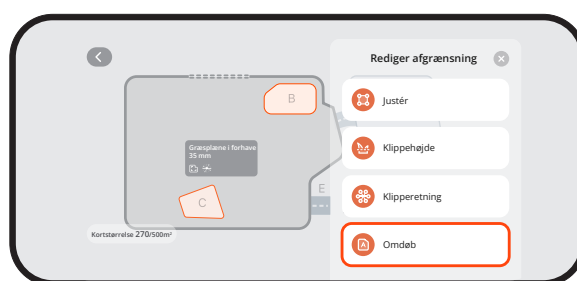 Rediger afgrænsning
B
Justér
Græsplæne i forhave
35 mm
Klippehøjde
E
Klipperetning
C
Kortstørrelse 270/500m²
A
Omdøb